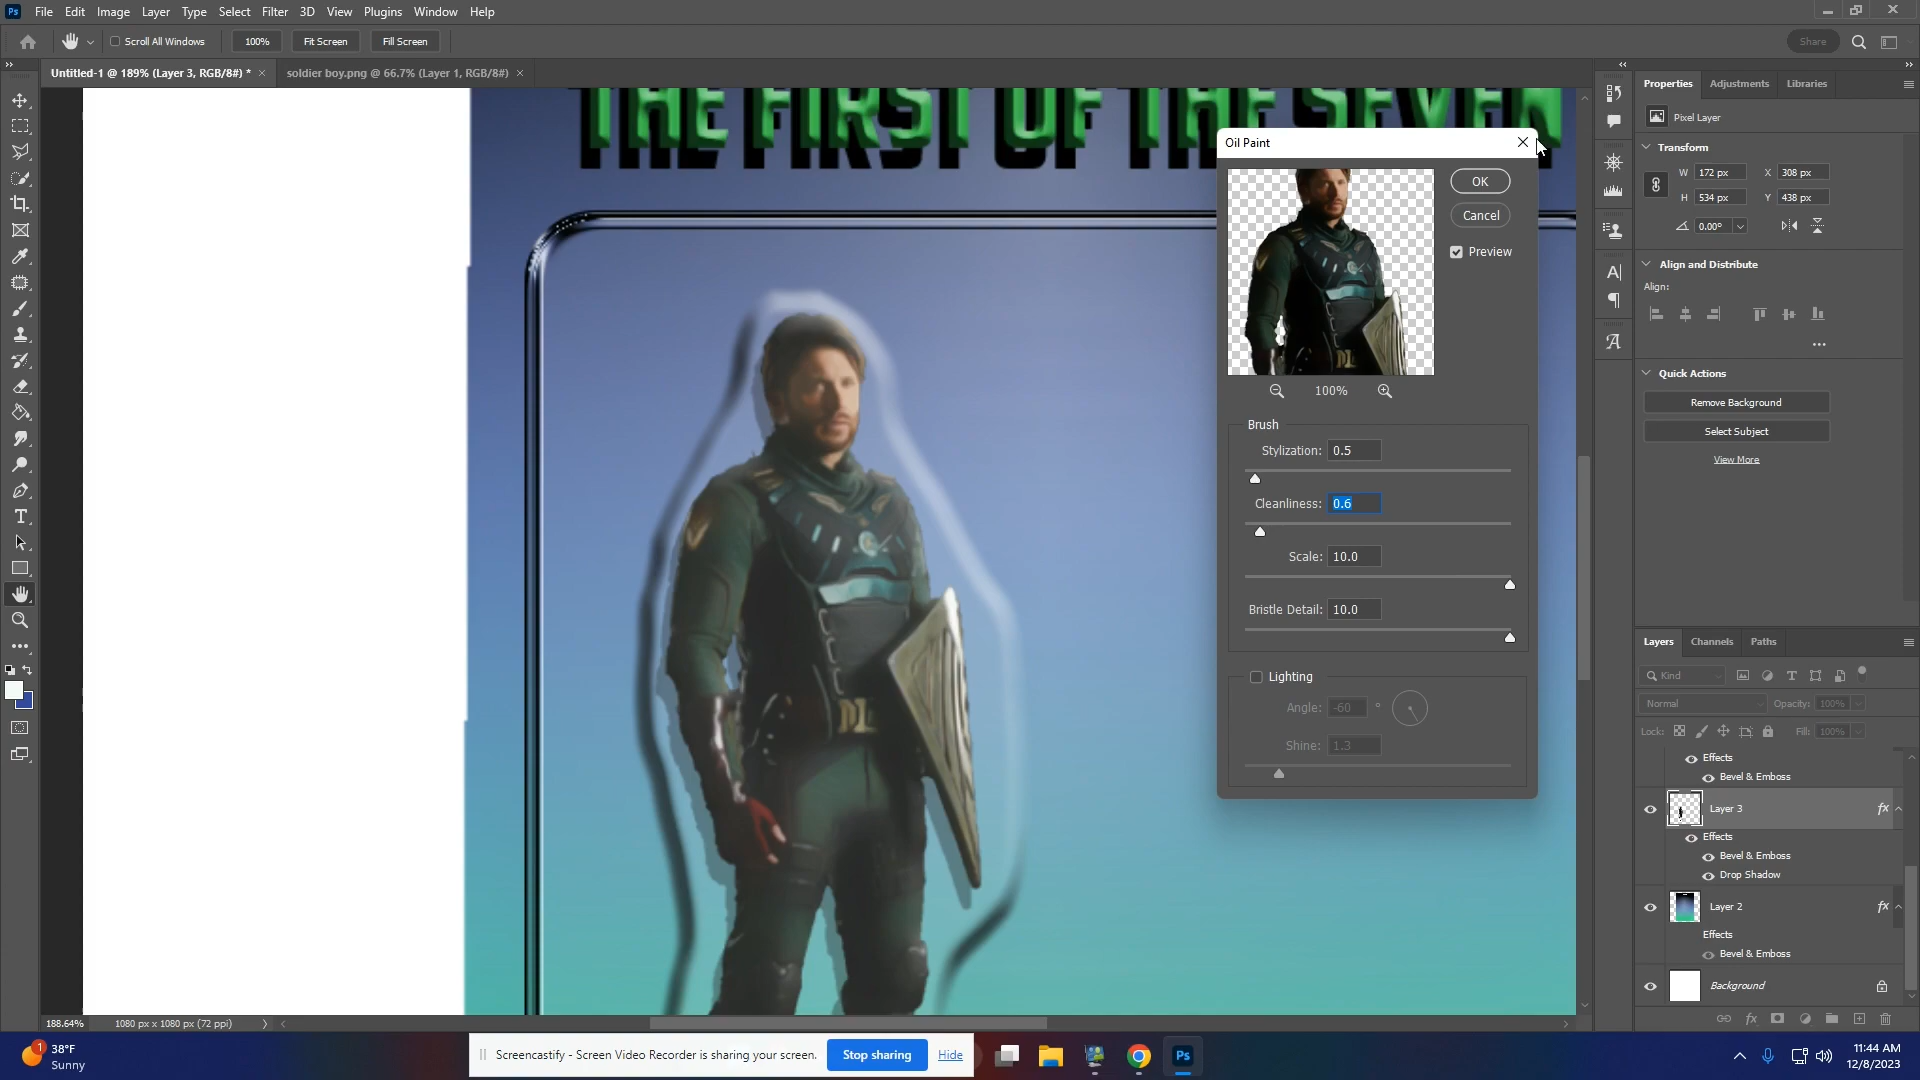 Ps File Edit Image Layer Type Select Filter 3D View Plugins Window Help
Scroll All Windows 100% Fit Screen Fill Screen Share
Untitled-1 @ 189% (Layer 3, RGB/8#) * × soldier boy.png @ 66.7% (Layer 1, RGB/8#) ×
THE FIRST OF THE SEVEN
Oil Paint
OK
Cancel
Preview
100%
Brush
Stylization: 0.5
Cleanliness: 0.6
Scale: 10.0
Bristle Detail: 10.0
Lighting
Angle: -60 °
Shine: 1.3
Properties Adjustments Libraries
Pixel Layer
Transform
W 172 px X 308 px
H 534 px Y 438 px
0.00°
Align and Distribute
Align:
Quick Actions
Remove Background
Select Subject
View More
Layers Channels Paths
Kind
Normal Opacity: 100%
Lock: Fill: 100%
Effects
Bevel & Emboss
Layer 3 fx
Effects
Bevel & Emboss
Drop Shadow
Layer 2 fx
Effects
Bevel & Emboss
Background
188.64% 1080 px x 1080 px (72 ppi)
1 38°F
Sunny
Screencastify - Screen Video Recorder is sharing your screen. Stop sharing Hide
Ps
11:44 AM
12/8/2023